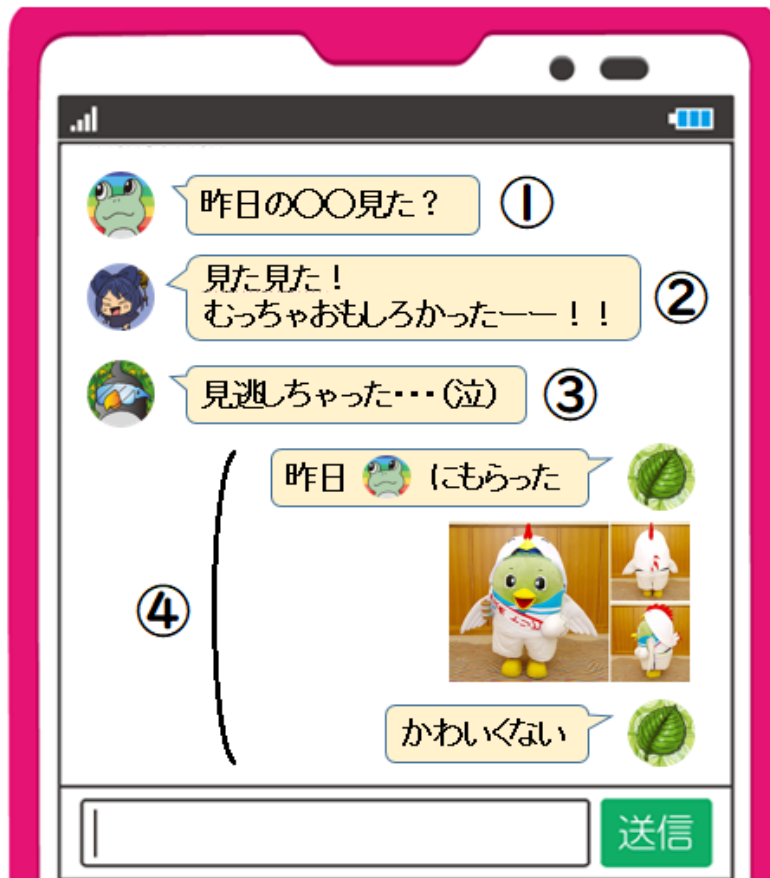 昨日の〇〇見た？
①
見た見た！
むっちゃおもしろかったーー！！
②
見逃しちゃった・・・（泣）
③
昨日 にもらった
④
かわいくない
送信